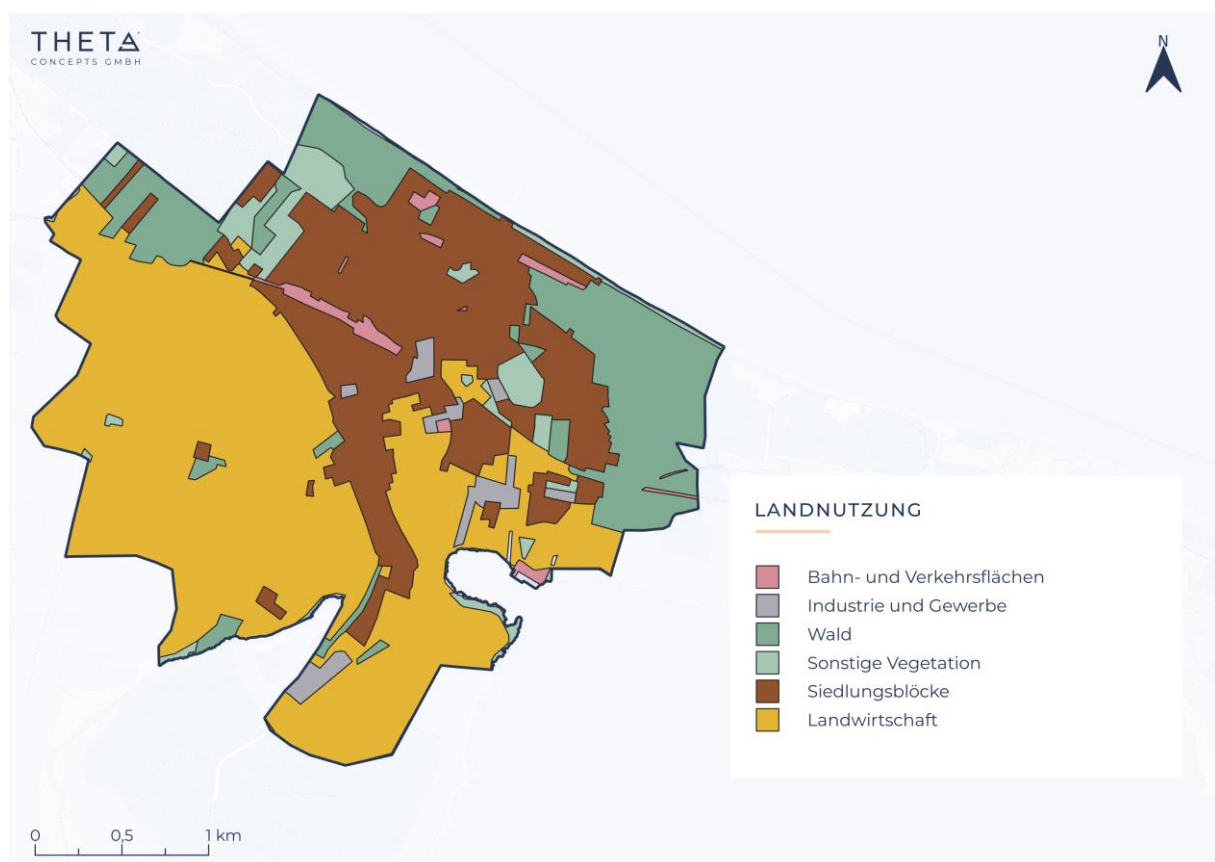 THETA
CONCEPTS GMBH
N
LANDNUTZUNG
Bahn- und Verkehrsflächen
Industrie und Gewerbe
Wald
Sonstige Vegetation
Siedlungsblöcke
Landwirtschaft
0 0,5 1 km